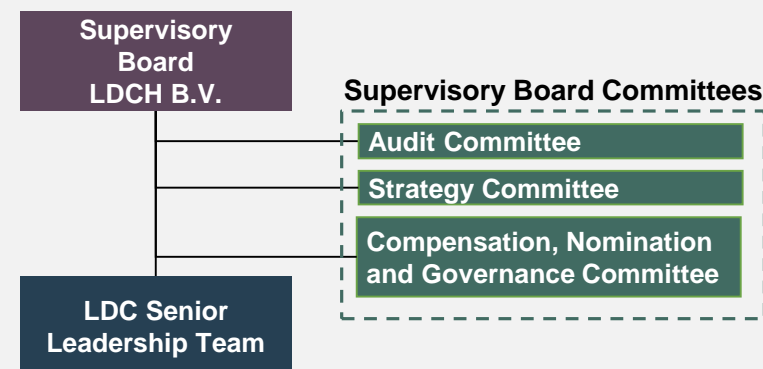 Supervisory
Board
LDCH B.V.
Supervisory Board Committees
Audit Committee
Strategy Committee
Compensation, Nomination
and Governance Committee
LDC Senior
Leadership Team